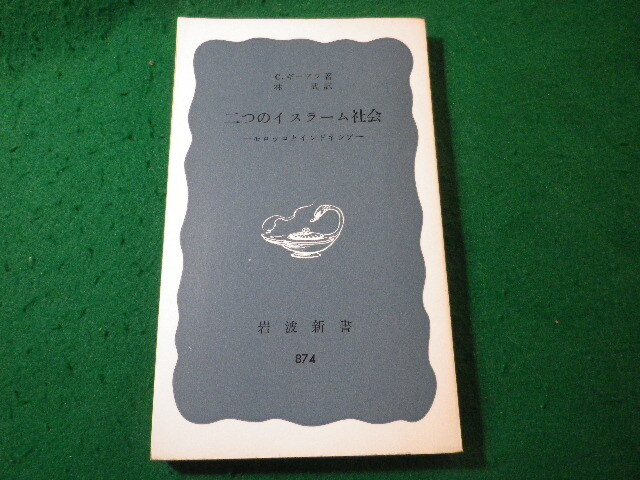 C. ギーアツ著
林 武訳
二つのイスラーム社会
―モロッコとインドネシア―
岩波新書
874